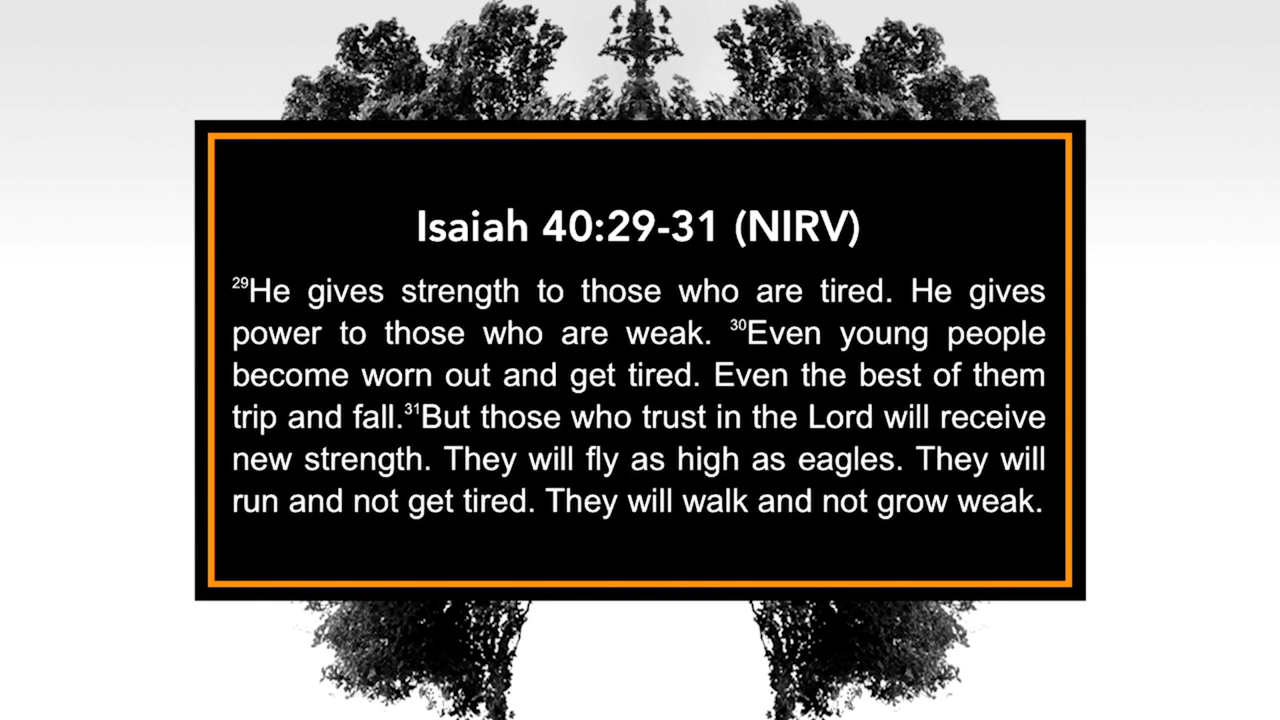 Isaiah 40:29-31 (NIRV)
29He gives strength to those who are tired. He gives
power to those who are weak. 30Even young people
become worn out and get tired. Even the best of them
trip and fall.31But those who trust in the Lord will receive
new strength. They will fly as high as eagles. They will
run and not get tired. They will walk and not grow weak.